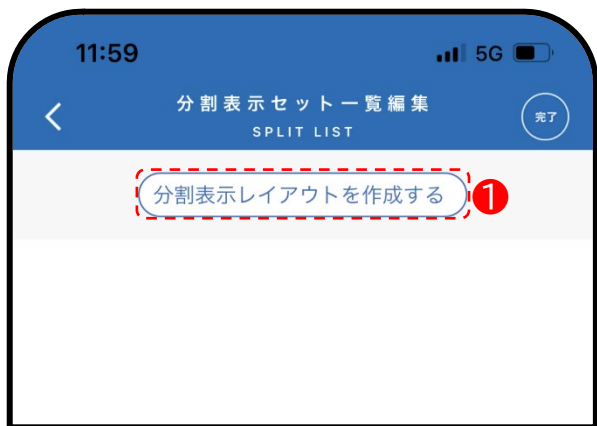 11:59 5G
分割表示セット一覧編集
SPLIT LIST
完了
分割表示レイアウトを作成する
1